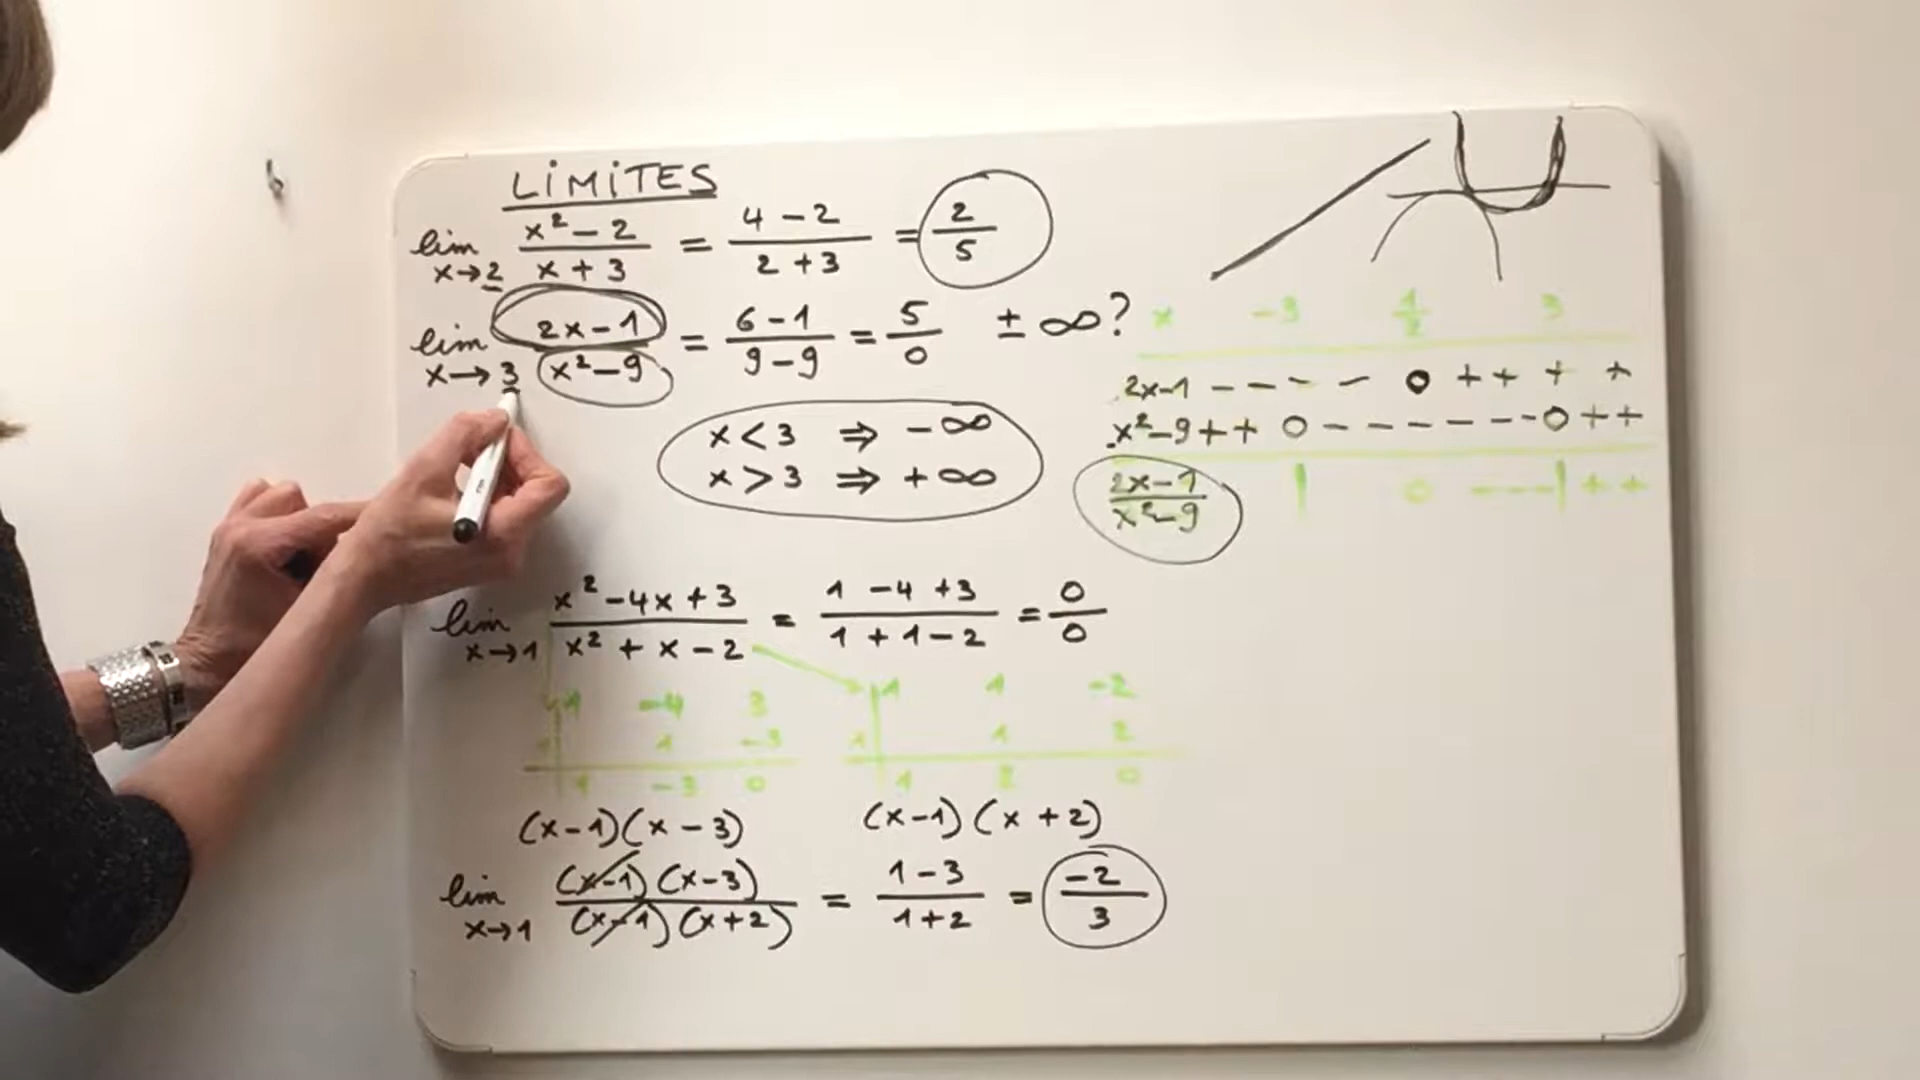 LIMITES
lim x→2 (x² - 2)/(x + 3) = (4 - 2)/(2 + 3) = 2/5
lim x→3 (2x - 1)/(x² - 9) = (6 - 1)/(9 - 9) = 5/0 ± ∞?
x < 3 ⇒ - ∞
x > 3 ⇒ + ∞
x -3 1/2 3
2x-1 - - - - 0 + + + +
x²-9 + + 0 - - - - - - 0 + +
(2x-1)/(x²-9) | 0 - - - | + +
lim x→1 (x² - 4x + 3)/(x² + x - 2) = (1 - 4 + 3)/(1 + 1 - 2) = 0/0
1 -4 3
1 1 -3
1 -3 0
1 1 -2
1 1 2
1 2 0
(x-1)(x-3) (x-1)(x+2)
lim x→1 (x-1)(x-3)/(x-1)(x+2) = (1-3)/(1+2) = -2/3